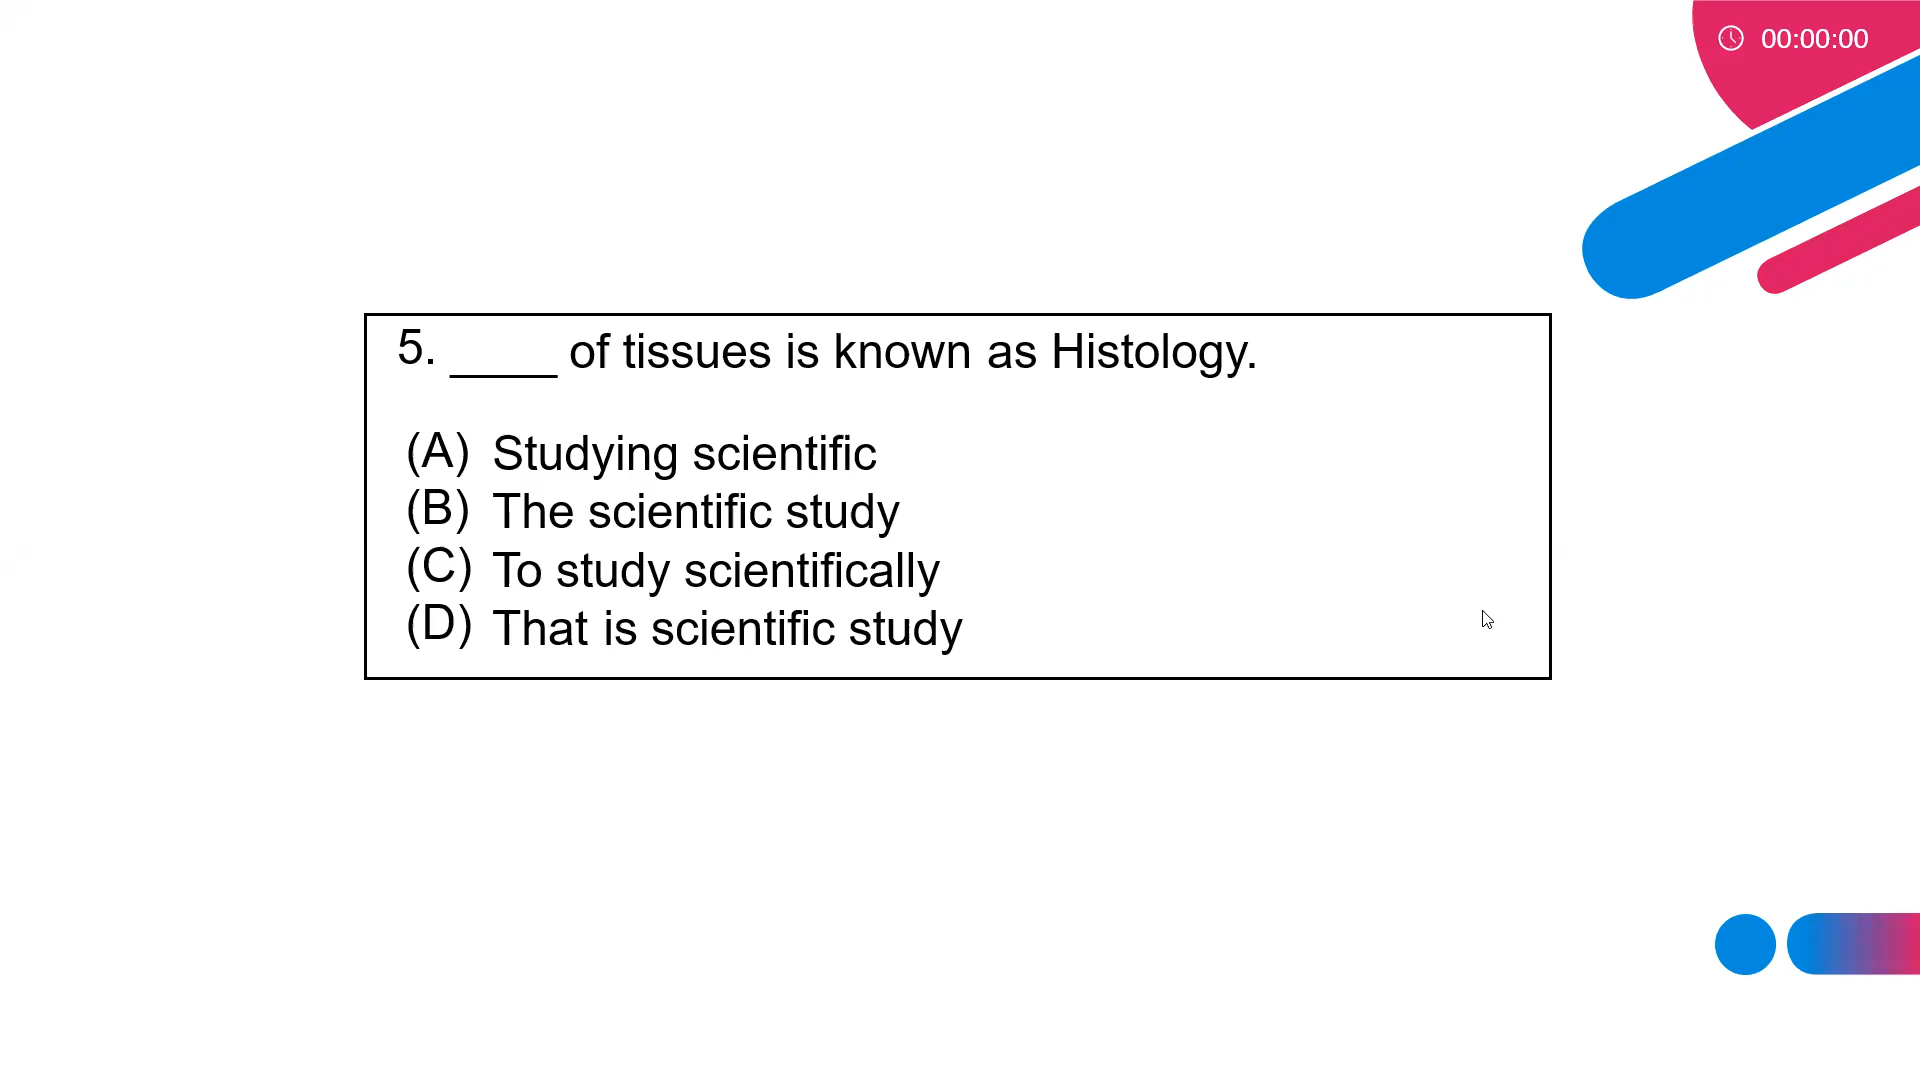 00:00:00
5. ____ of tissues is known as Histology.
(A) Studying scientific
(B) The scientific study
(C) To study scientifically
(D) That is scientific study